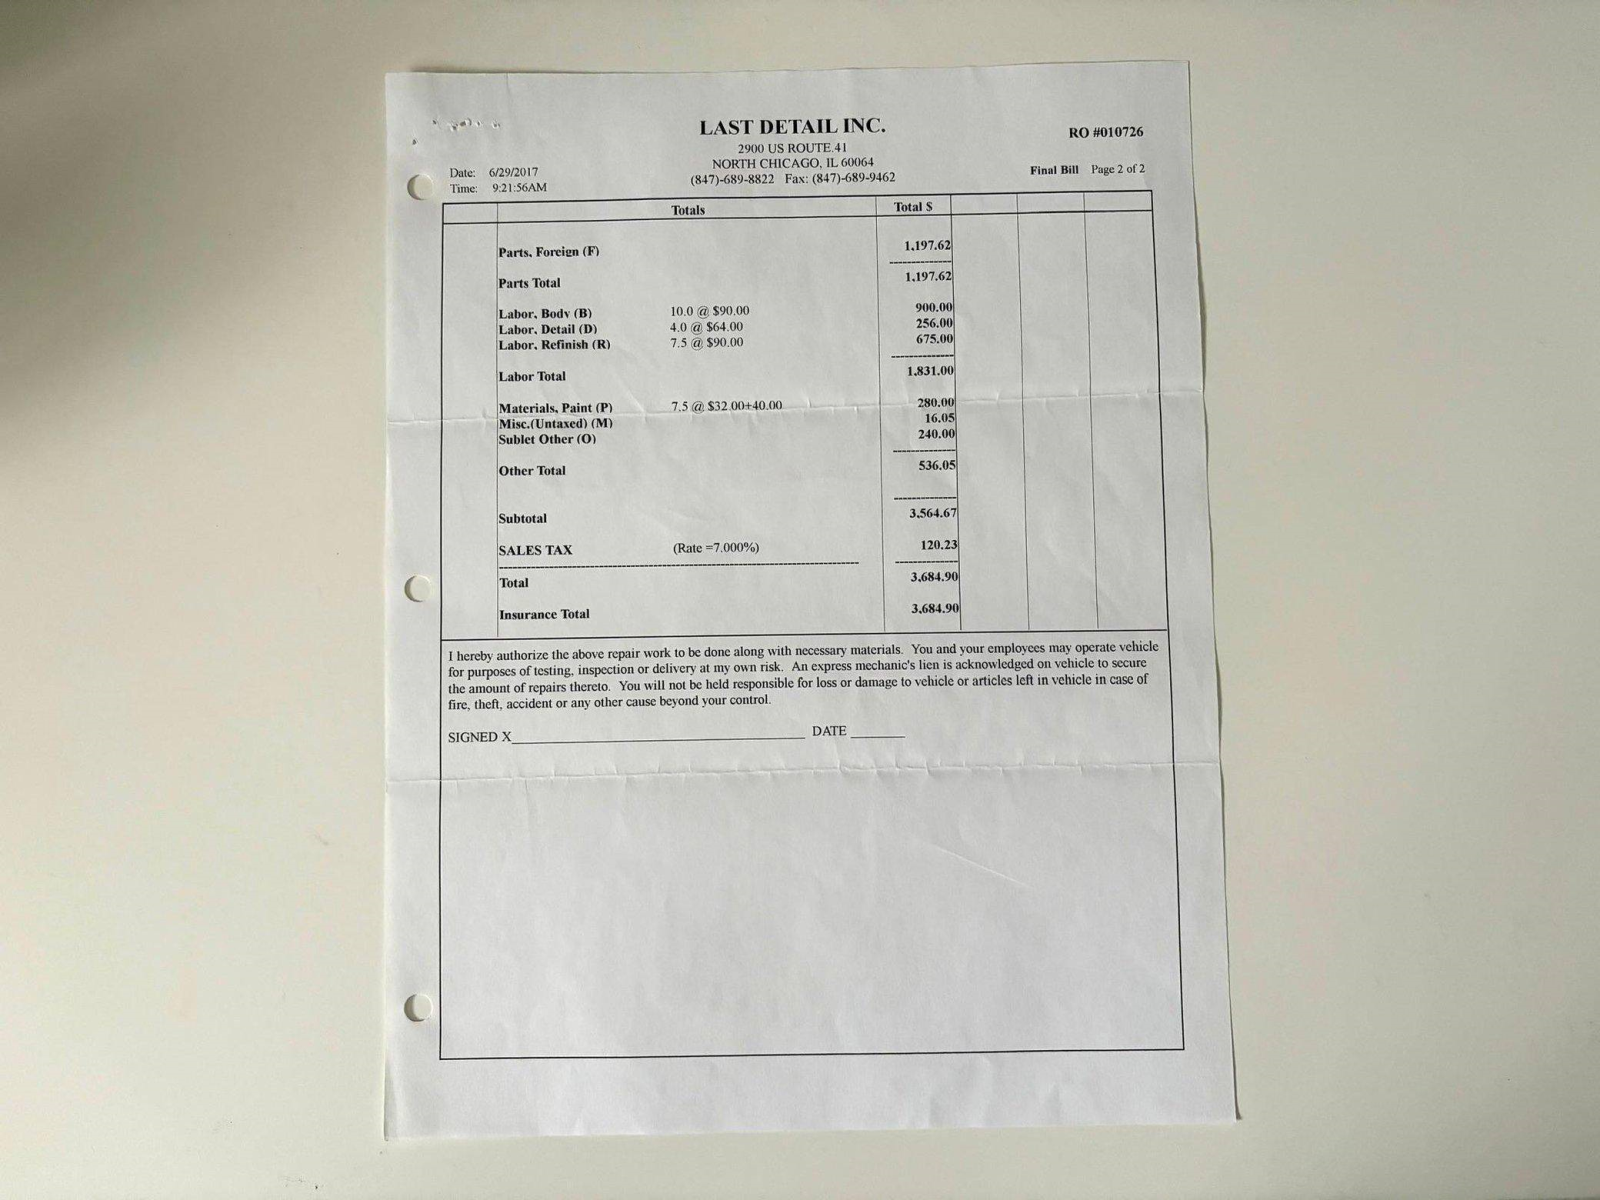 LAST DETAIL INC.
RO #010726
2900 US ROUTE.41
NORTH CHICAGO, IL 60064
(847)-689-8822 Fax: (847)-689-9462
Date: 6/29/2017
Time: 9:21:56AM
Final Bill Page 2 of 2
Totals Total $
Parts, Foreign (F) 1,197.62
Parts Total 1,197.62
Labor, Body (B) 10.0 @ $90.00 900.00
Labor, Detail (D) 4.0 @ $64.00 256.00
Labor, Refinish (R) 7.5 @ $90.00 675.00
Labor Total 1,831.00
Materials, Paint (P) 7.5 @ $32.00+40.00 280.00
Misc.(Untaxed) (M) 16.05
Sublet Other (O) 240.00
Other Total 536.05
Subtotal 3,564.67
SALES TAX (Rate =7.000%) 120.23
Total 3,684.90
Insurance Total 3,684.90
I hereby authorize the above repair work to be done along with necessary materials. You and your employees may operate vehicle
for purposes of testing, inspection or delivery at my own risk. An express mechanic's lien is acknowledged on vehicle to secure
the amount of repairs thereto. You will not be held responsible for loss or damage to vehicle or articles left in vehicle in case of
fire, theft, accident or any other cause beyond your control.
SIGNED X DATE